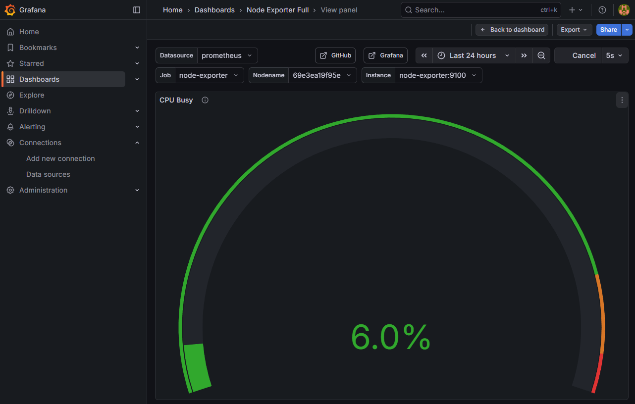 Grafana
Home › Dashboards › Node Exporter Full › View panel
Search...
ctrl+k
Back to dashboard
Export
Share
Home
Bookmarks
Starred
Dashboards
Explore
Drilldown
Alerting
Connections
Add new connection
Data sources
Administration
Datasource prometheus
GitHub
Grafana
Last 24 hours
Cancel
5s
Job node-exporter
Nodename 69e3ea19f95e
Instance node-exporter:9100
CPU Busy
6.0%